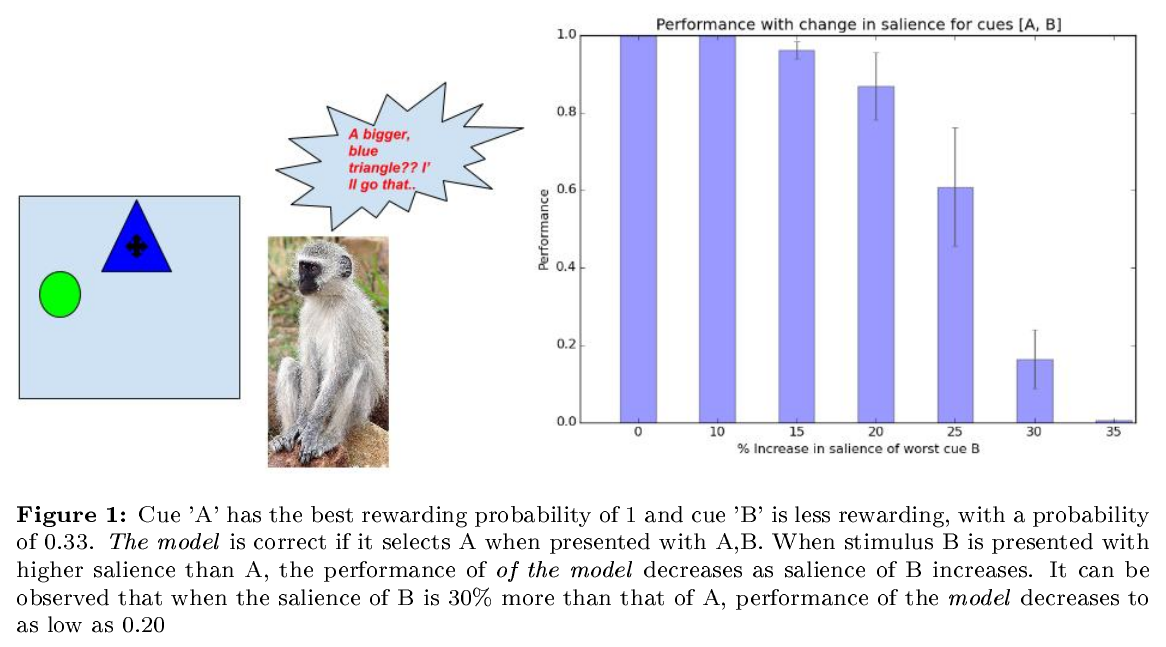 A bigger,
blue
triangle?? I'
ll go that..
Performance with change in salience for cues [A, B]
1.0
0.8
0.6
0.4
0.2
0.0
Performance
0 10 15 20 25 30 35
% Increase in salience of worst cue B
Figure 1: Cue 'A' has the best rewarding probability of 1 and cue 'B' is less rewarding, with a probability
of 0.33. The model is correct if it selects A when presented with A,B. When stimulus B is presented with
higher salience than A, the performance of of the model decreases as salience of B increases. It can be
observed that when the salience of B is 30% more than that of A, performance of the model decreases to
as low as 0.20